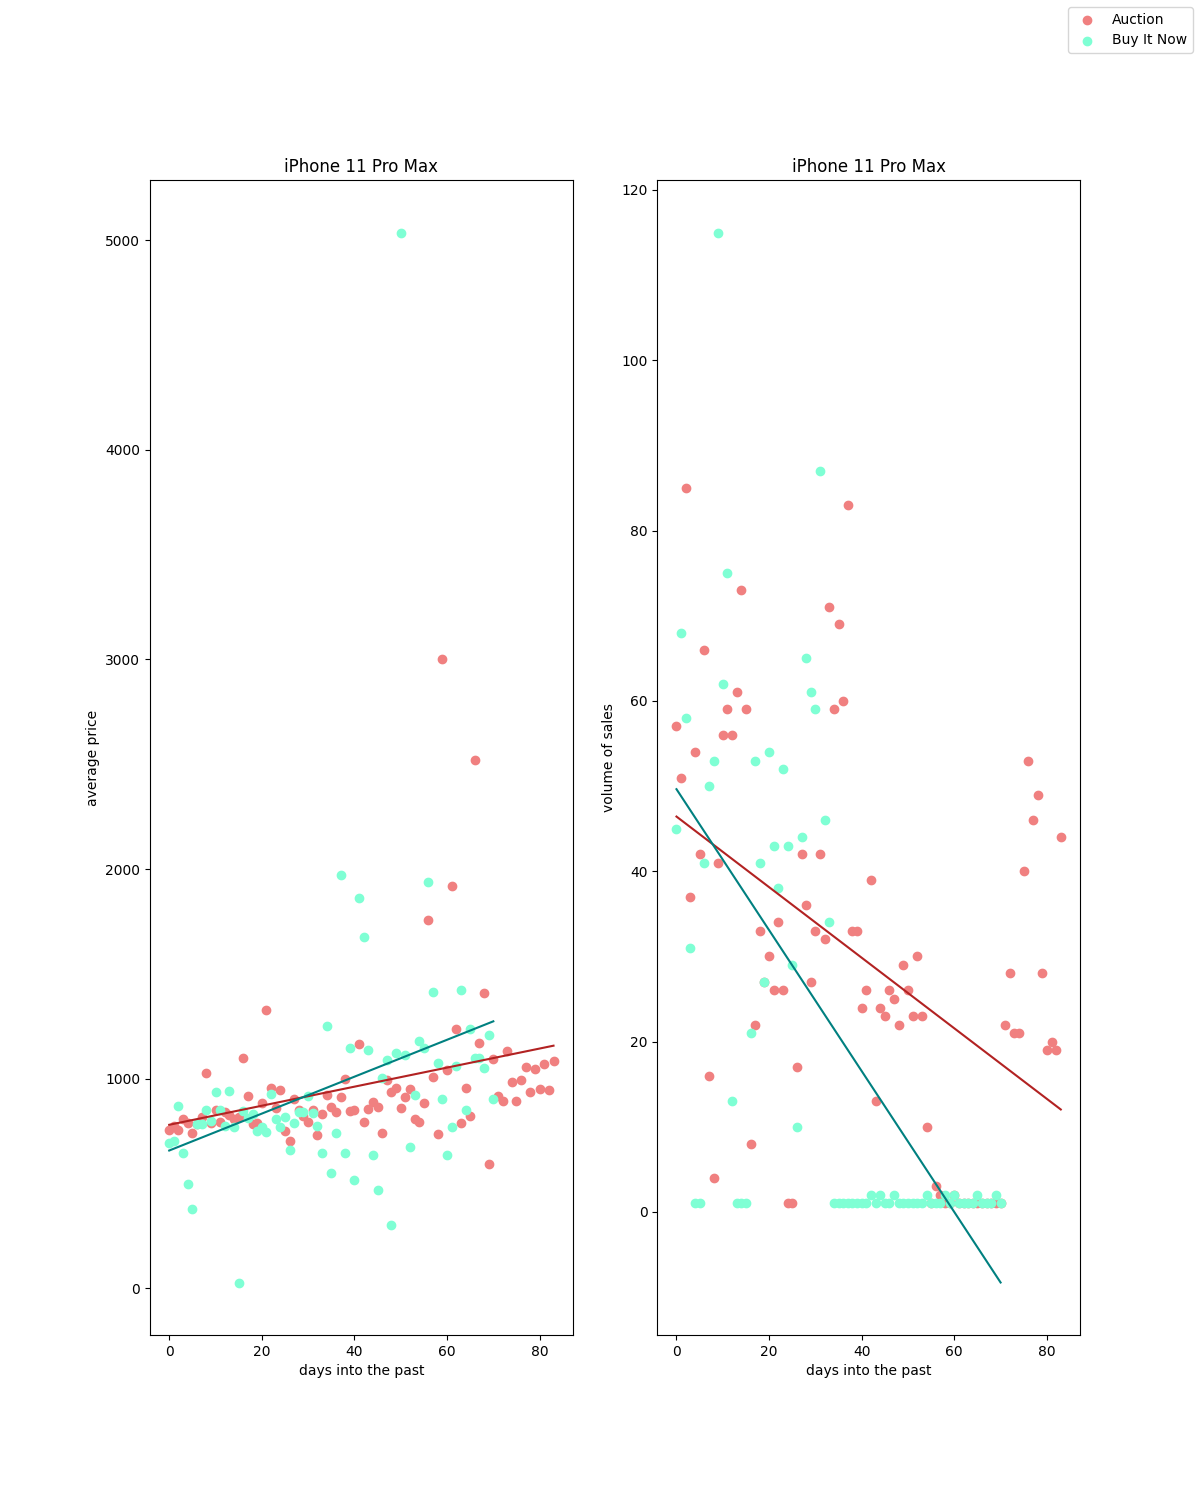 Auction
Buy It Now
iPhone 11 Pro Max
5000
4000
3000
2000
1000
0
average price
0 20 40 60 80
days into the past
iPhone 11 Pro Max
120
100
80
60
40
20
0
volume of sales
0 20 40 60 80
days into the past